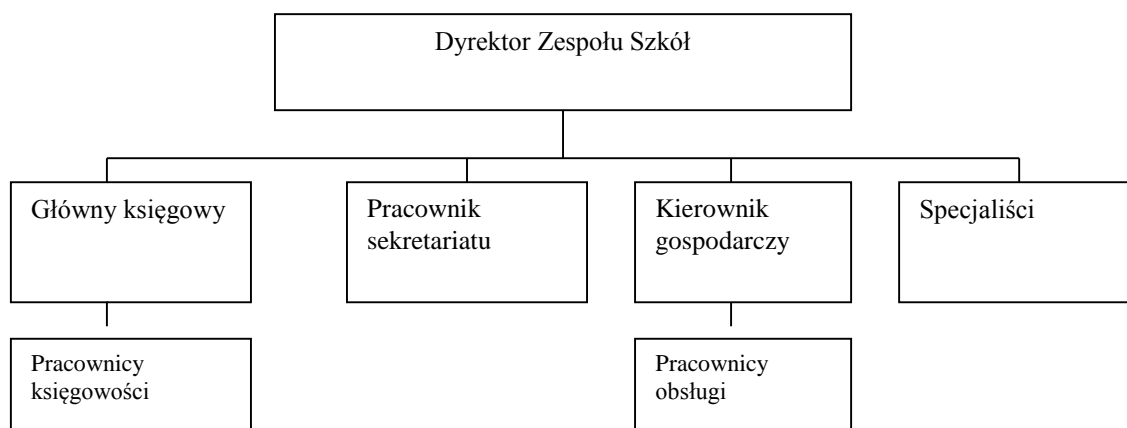 Dyrektor Zespołu Szkół
Główny księgowy
Pracownik
sekretariatu
Kierownik
gospodarczy
Specjaliści
Pracownicy
księgowości
Pracownicy
obsługi